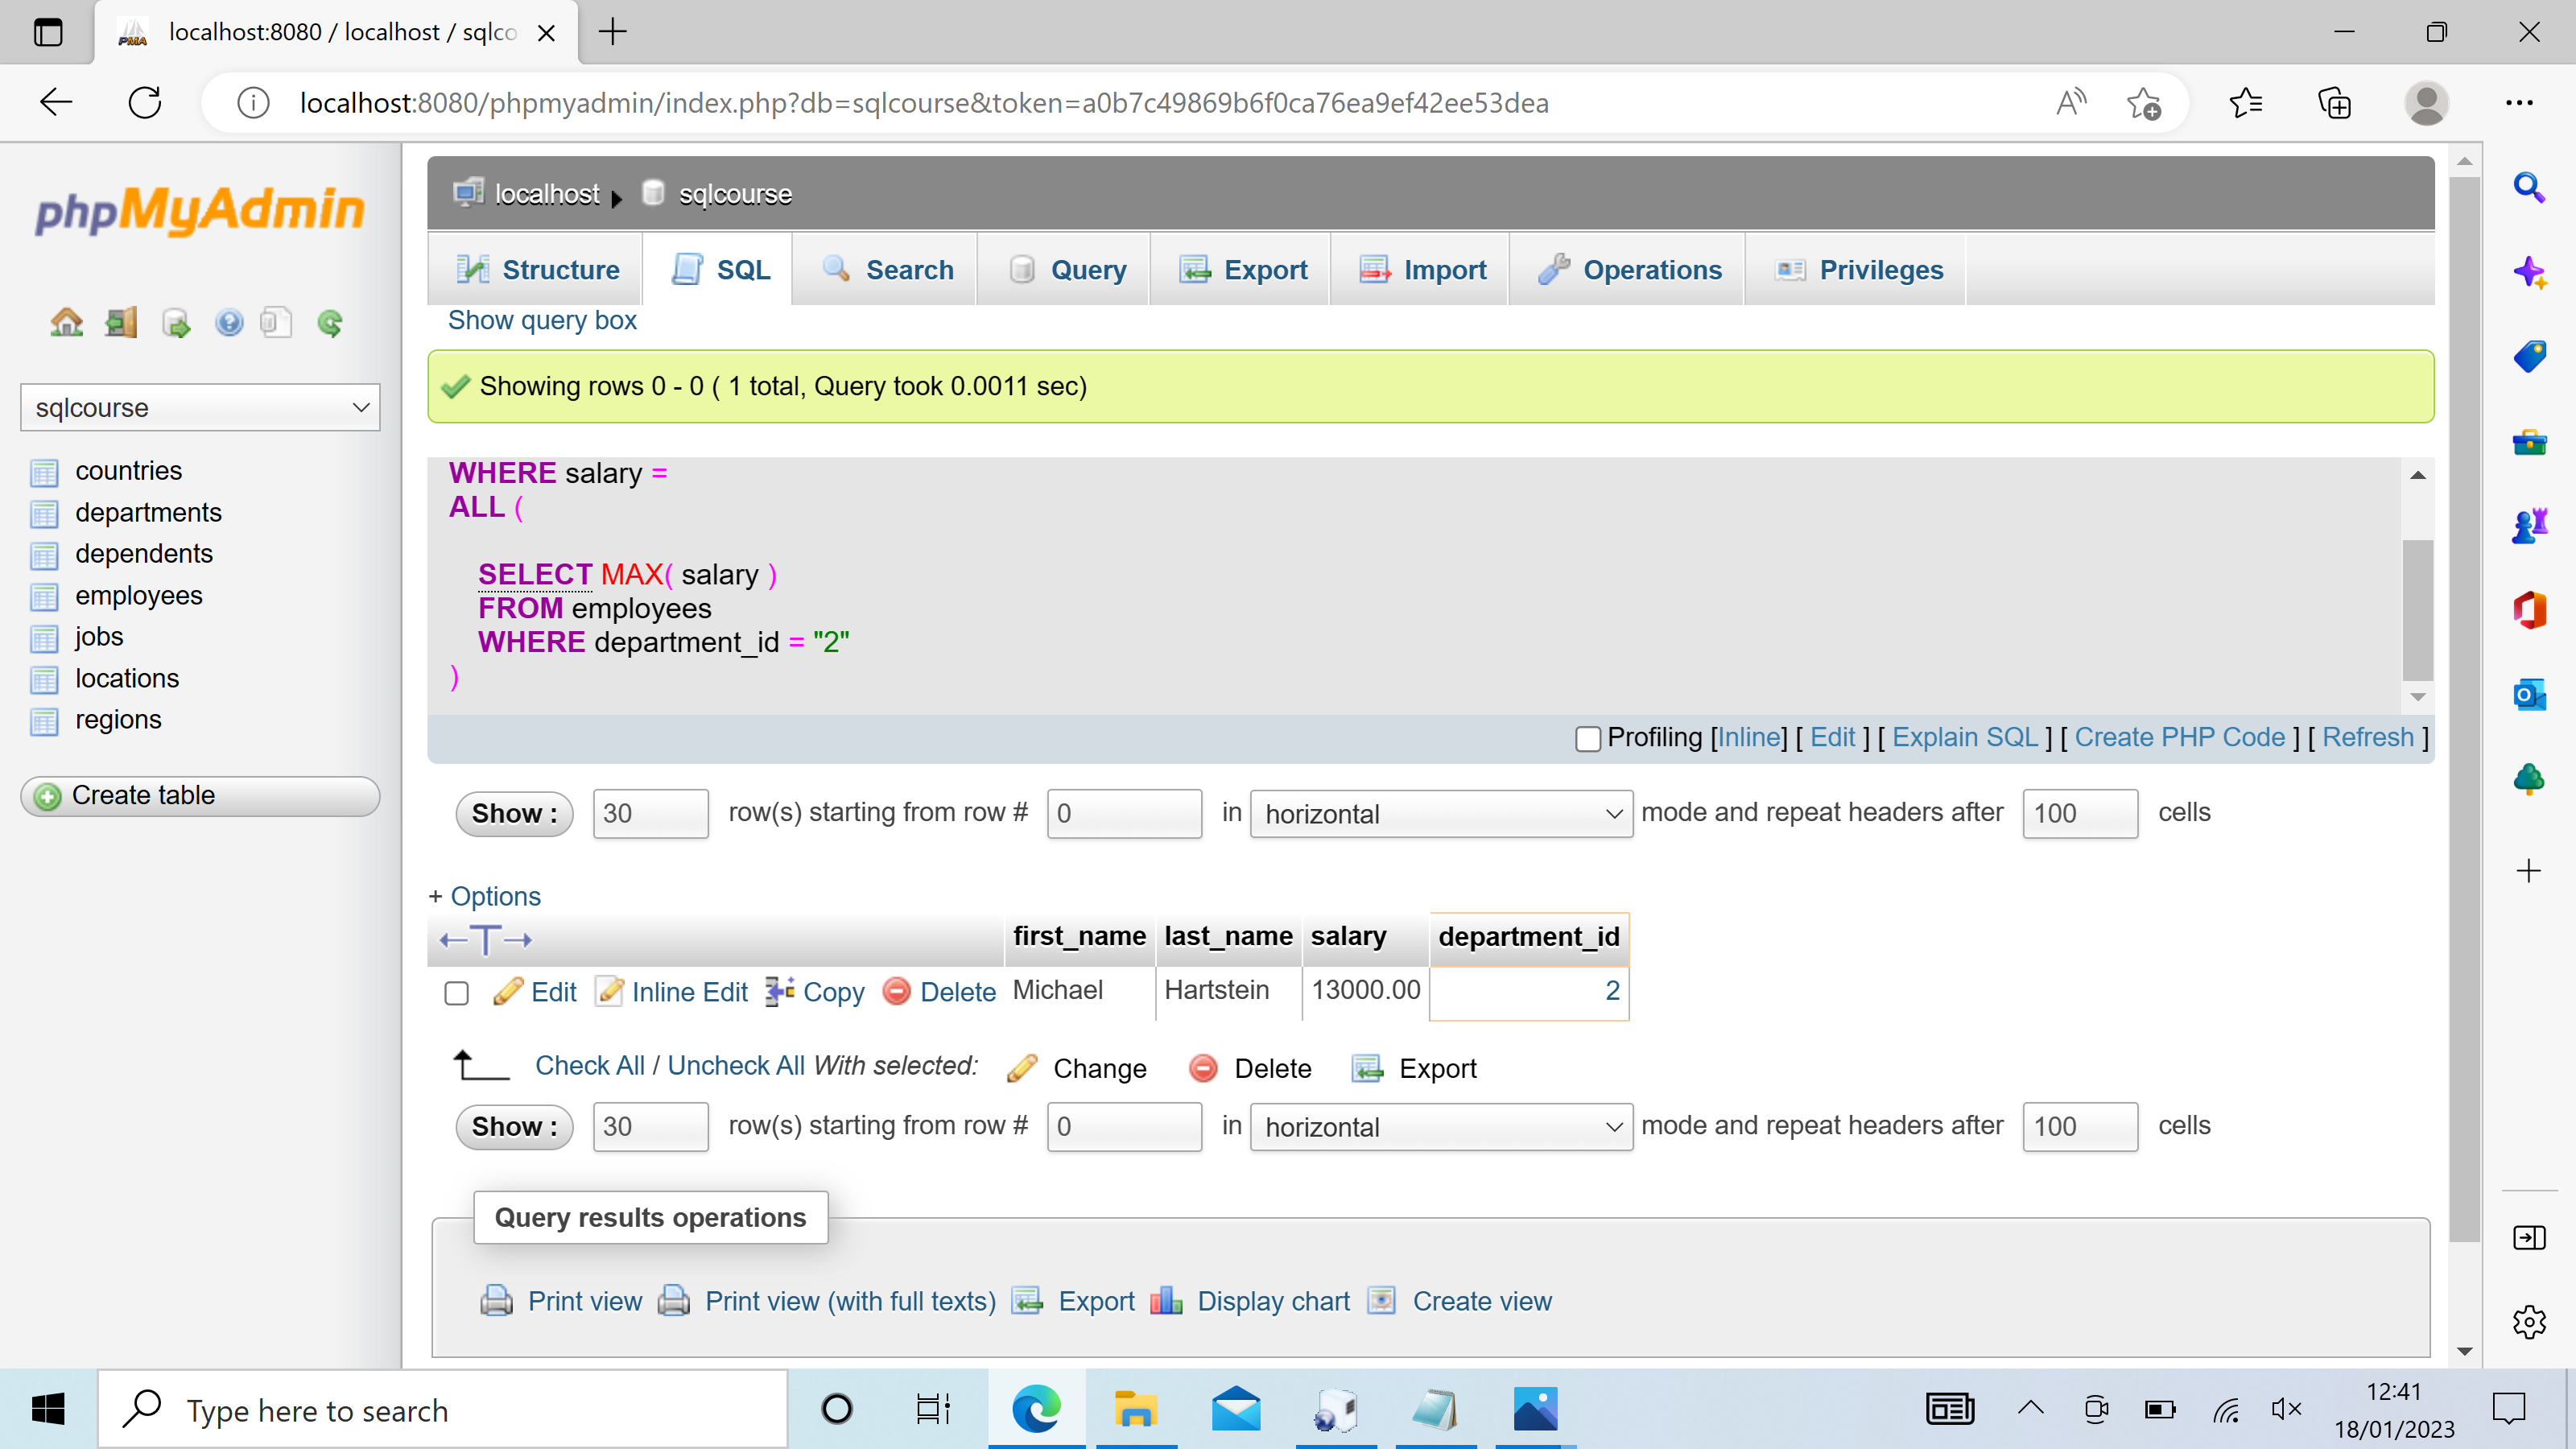 localhost:8080 / localhost / sqlco
localhost:8080/phpmyadmin/index.php?db=sqlcourse&token=a0b7c49869b6f0ca76ea9ef42ee53dea
phpMyAdmin
sqlcourse
countries
departments
dependents
employees
jobs
locations
regions
Create table
localhost sqlcourse
Structure SQL Search Query Export Import Operations Privileges
Show query box
Showing rows 0 - 0 ( 1 total, Query took 0.0011 sec)
WHERE salary =
ALL (
SELECT MAX( salary )
FROM employees
WHERE department_id = "2"
)
Profiling [Inline] [ Edit ] [ Explain SQL ] [ Create PHP Code ] [ Refresh ]
Show : 30 row(s) starting from row # 0 in horizontal mode and repeat headers after 100 cells
+ Options
←T→ first_name last_name salary department_id
Edit Inline Edit Copy Delete Michael Hartstein 13000.00 2
Check All / Uncheck All With selected: Change Delete Export
Show : 30 row(s) starting from row # 0 in horizontal mode and repeat headers after 100 cells
Query results operations
Print view Print view (with full texts) Export Display chart Create view
Type here to search
12:41
18/01/2023